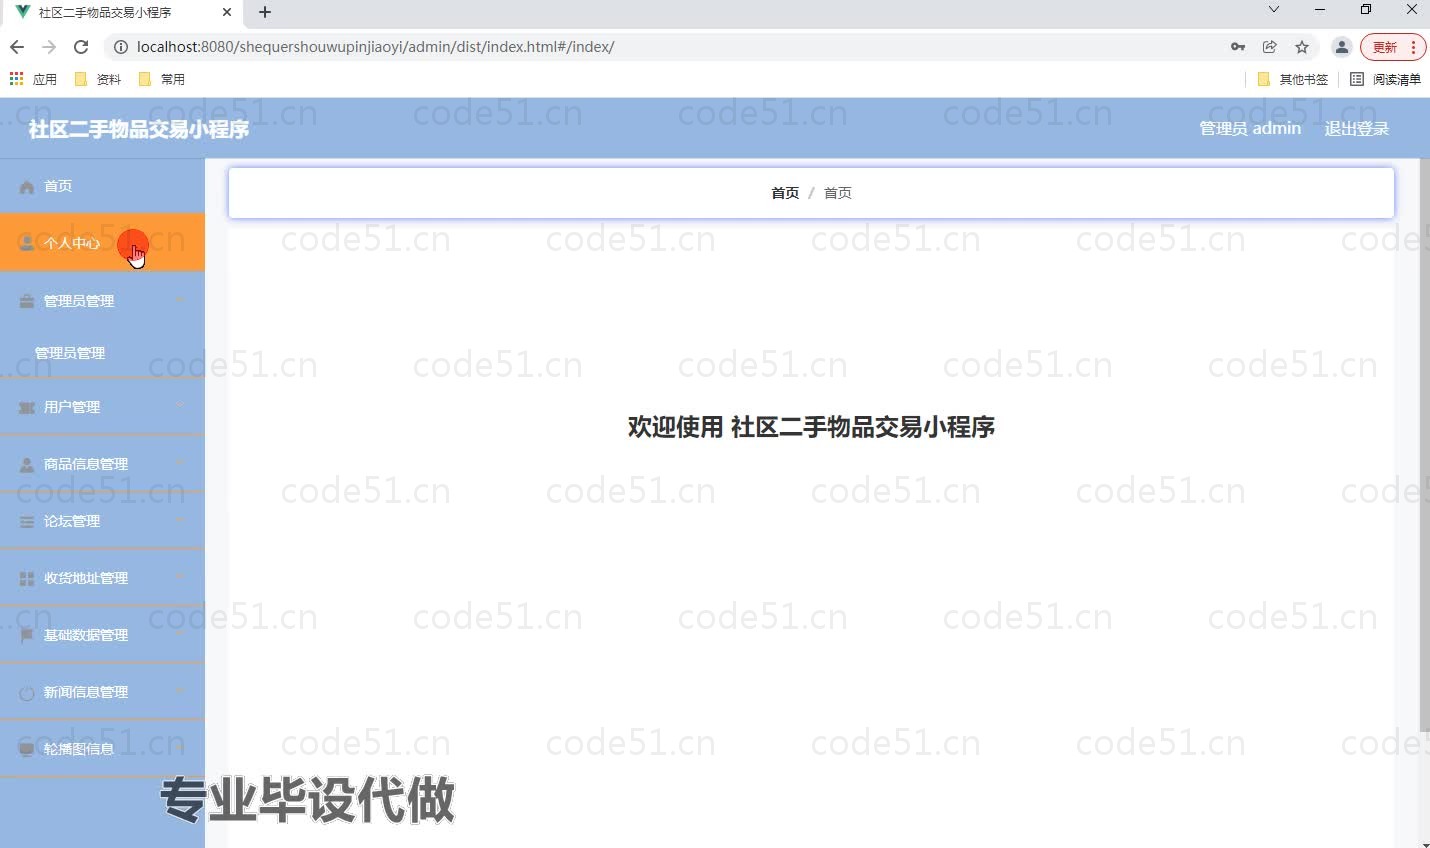 社区二手物品交易小程序
localhost:8080/shequershouwupinjiaoyi/admin/dist/index.html#/index/
更新
应用 资料 常用 其他书签 阅读清单
社区二手物品交易小程序 管理员 admin 退出登录
首页
首页 / 首页
个人中心
管理员管理
管理员管理
用户管理
欢迎使用 社区二手物品交易小程序
商品信息管理
论坛管理
收货地址管理
基础数据管理
新闻信息管理
轮播图信息
专业毕设代做
code51.cn